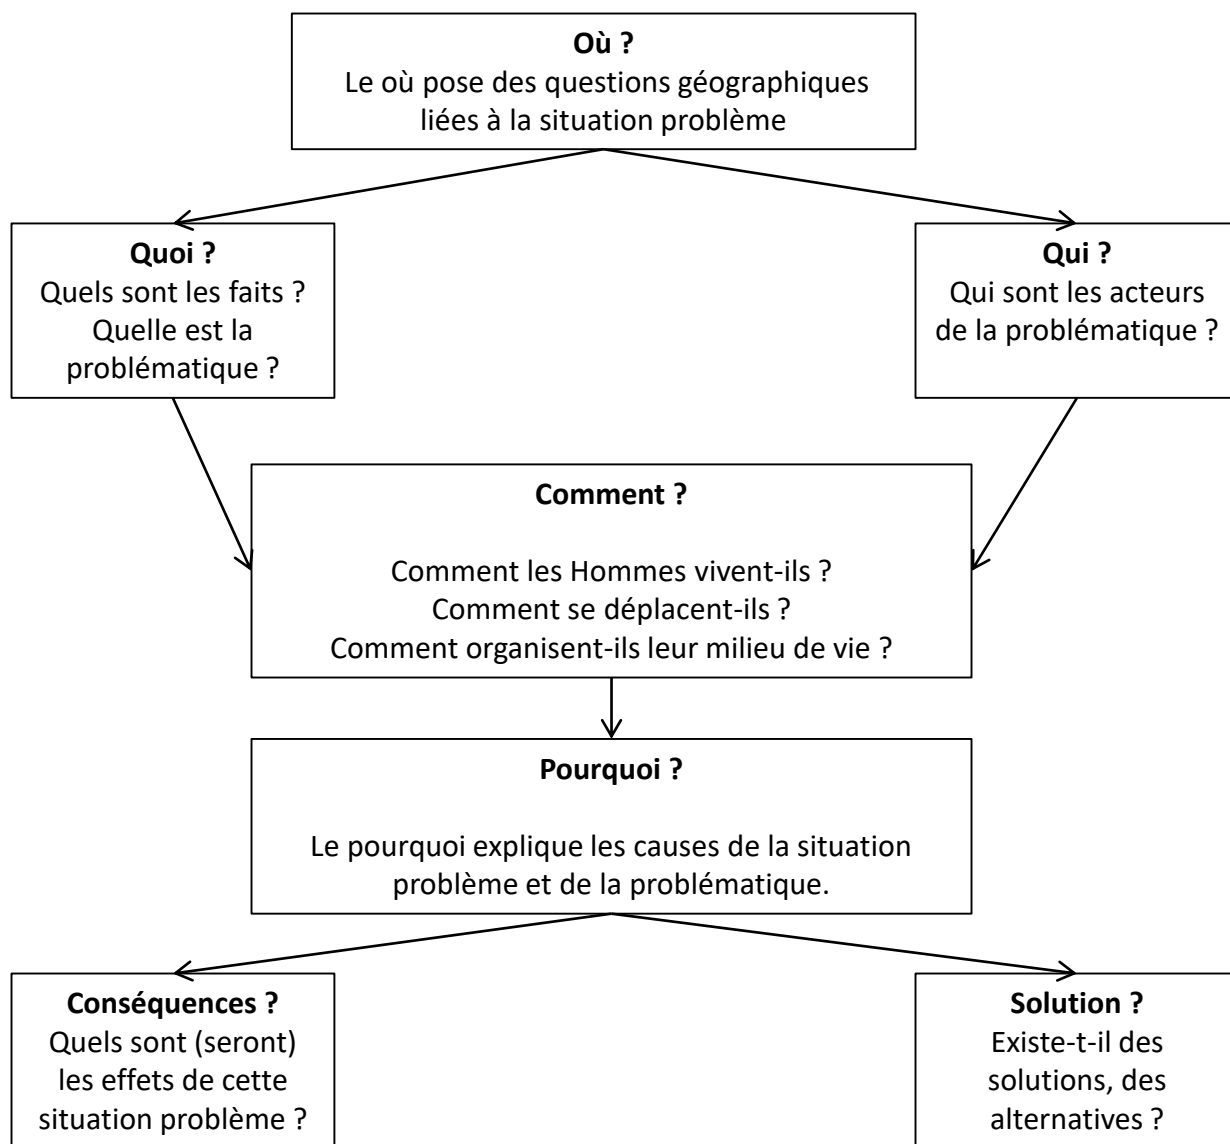 Où ?
Le où pose des questions géographiques
liées à la situation problème
Quoi ?
Quels sont les faits ?
Quelle est la
problématique ?
Qui ?
Qui sont les acteurs
de la problématique ?
Comment ?
Comment les Hommes vivent-ils ?
Comment se déplacent-ils ?
Comment organisent-ils leur milieu de vie ?
Pourquoi ?
Le pourquoi explique les causes de la situation
problème et de la problématique.
Conséquences ?
Quels sont (seront)
les effets de cette
situation problème ?
Solution ?
Existe-t-il des
solutions, des
alternatives ?